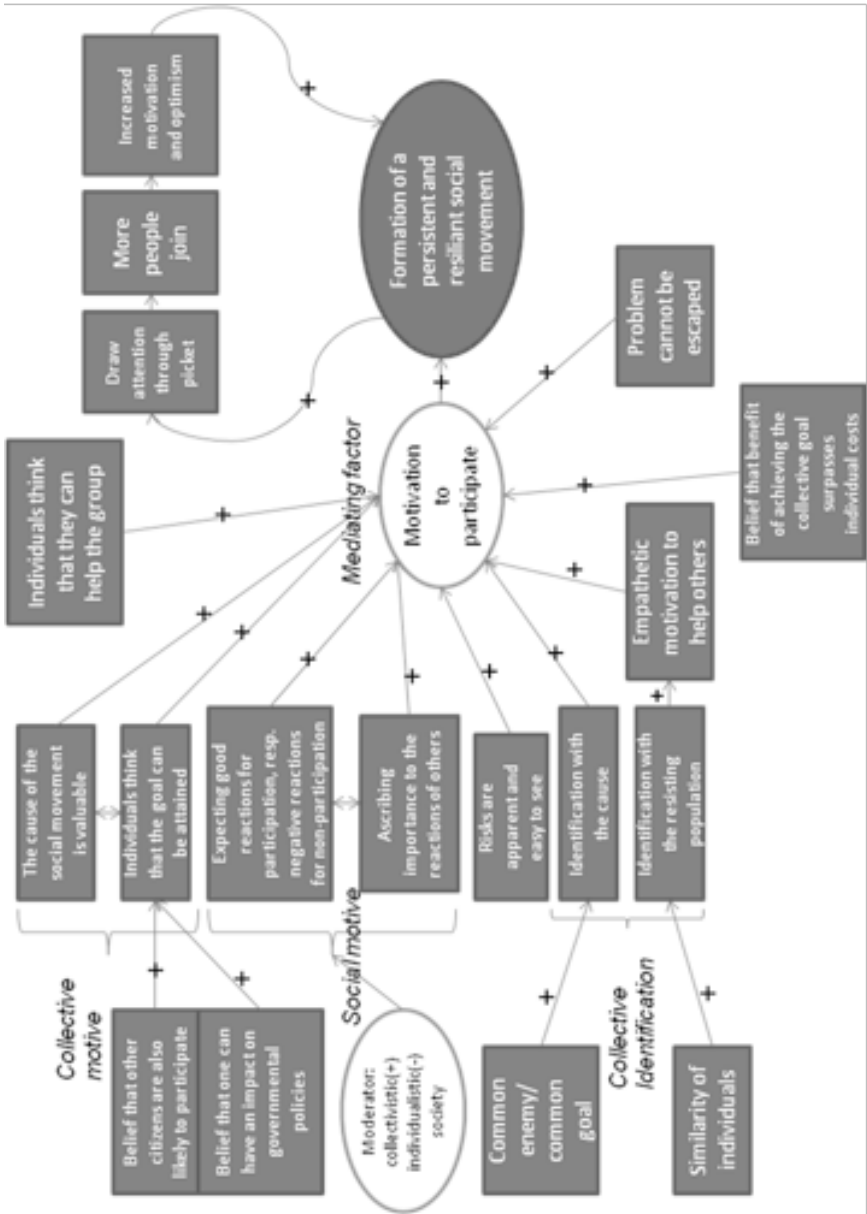 Increased
motivation
and optimism
+
More
people
join
Draw
attention
through
picket
+
Formation of a
persistent and
resiliant social
movement
+
Individuals think
that they can
help the group
+
Mediating factor
Motivation
to
participate
The cause of the
social movement
is valuable
+
Individuals think
that the goal can
be attained
+
Collective
motive
Belief that other
citizens are also
likely to participate
+
Belief that one can
have an impact on
governmental
policies
+
Expecting good
reactions for
participation, resp.
negative reactions
for non-participation
+
Ascribing
importance to the
reactions of others
+
Social motive
Moderator:
collectivistic(+)
individualistic(-)
society
Risks are
apparent and
easy to see
+
Identification with
the cause
+
Identification with
the resisting
population
+
Empathetic
motivation to
help others
+
Collective
Identification
Common
enemy/
common
goal
+
Similarity of
individuals
+
Belief that benefit
of achieving the
collective goal
surpasses
individual costs
+
Problem
cannot be
escaped
+